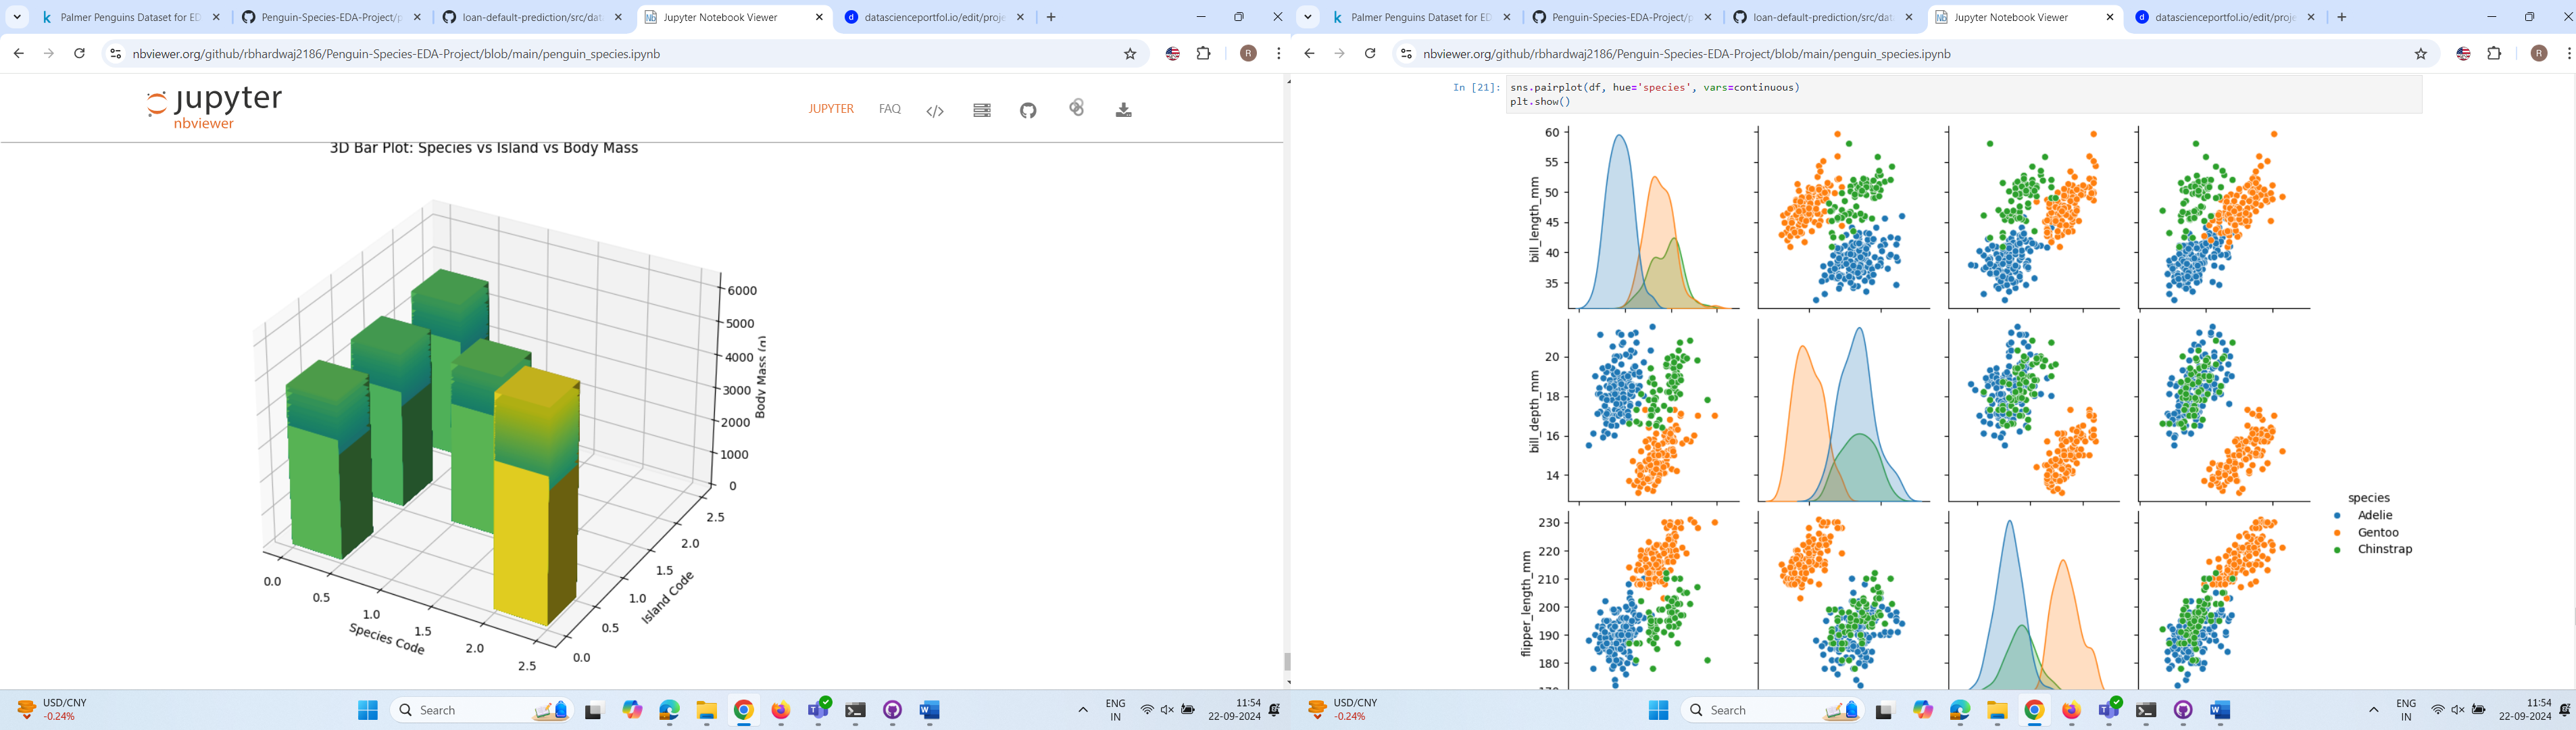 Palmer Penguins Dataset for ED
Penguin-Species-EDA-Project/p
loan-default-prediction/src/dat
Jupyter Notebook Viewer
datascienceportfol.io/edit/proje
nbviewer.org/github/rbhardwaj2186/Penguin-Species-EDA-Project/blob/main/penguin_species.ipynb
R
jupyter
nbviewer
JUPYTER
FAQ
3D Bar Plot: Species vs Island vs Body Mass
6000
5000
4000
3000
2000
1000
0
Body Mass (g)
2.5
2.0
1.5
1.0
0.5
0.0
Island Code
0.0
0.5
1.0
1.5
2.0
2.5
Species Code
USD/CNY
-0.24%
Search
ENG
IN
11:54
22-09-2024
Palmer Penguins Dataset for ED
Penguin-Species-EDA-Project/p
loan-default-prediction/src/dat
Jupyter Notebook Viewer
datascienceportfol.io/edit/proje
nbviewer.org/github/rbhardwaj2186/Penguin-Species-EDA-Project/blob/main/penguin_species.ipynb
R
In [21]: sns.pairplot(df, hue='species', vars=continuous)
plt.show()
60
55
50
45
40
35
bill_length_mm
20
18
16
14
bill_depth_mm
230
220
210
200
190
180
170
flipper_length_mm
species
Adelie
Gentoo
Chinstrap
USD/CNY
-0.24%
Search
ENG
IN
11:54
22-09-2024